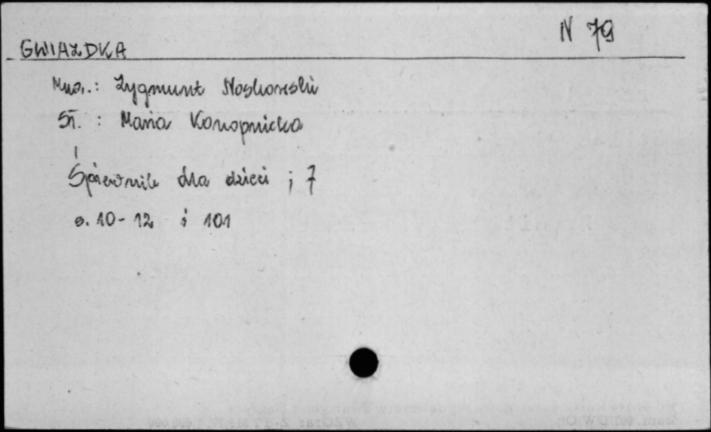 N 79
GWIAZDKA
Muz.: Zygmunt Noskowski
Sł. : Maria Konopnicka
Śpiewnik dla dzieci ; 7
s. 10-12 i 101